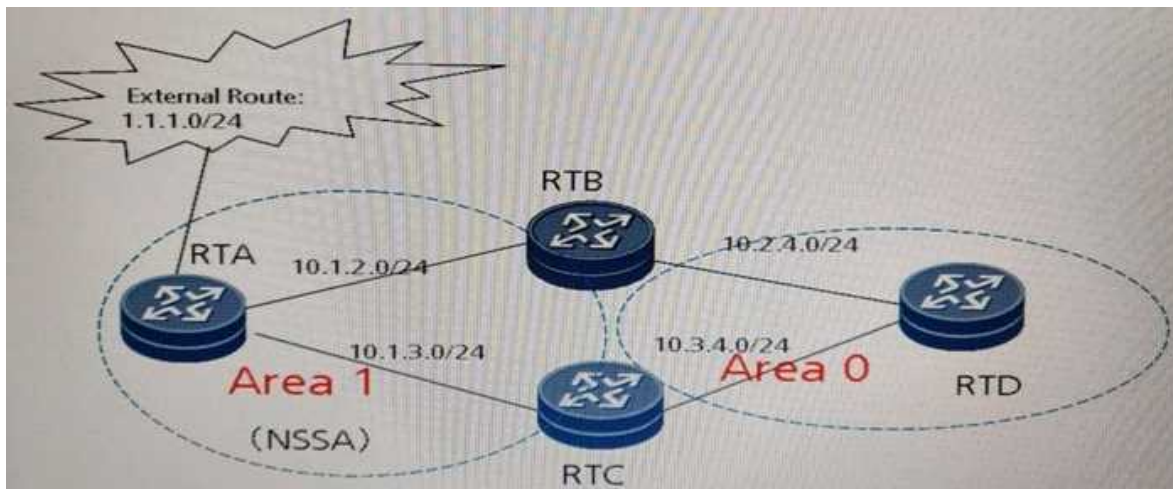 External Route:
1.1.1.0/24
RTB
RTA
10.1.2.0/24
10.2.4.0/24
10.1.3.0/24
10.3.4.0/24
Area 1
Area 0
RTD
(NSSA)
RTC